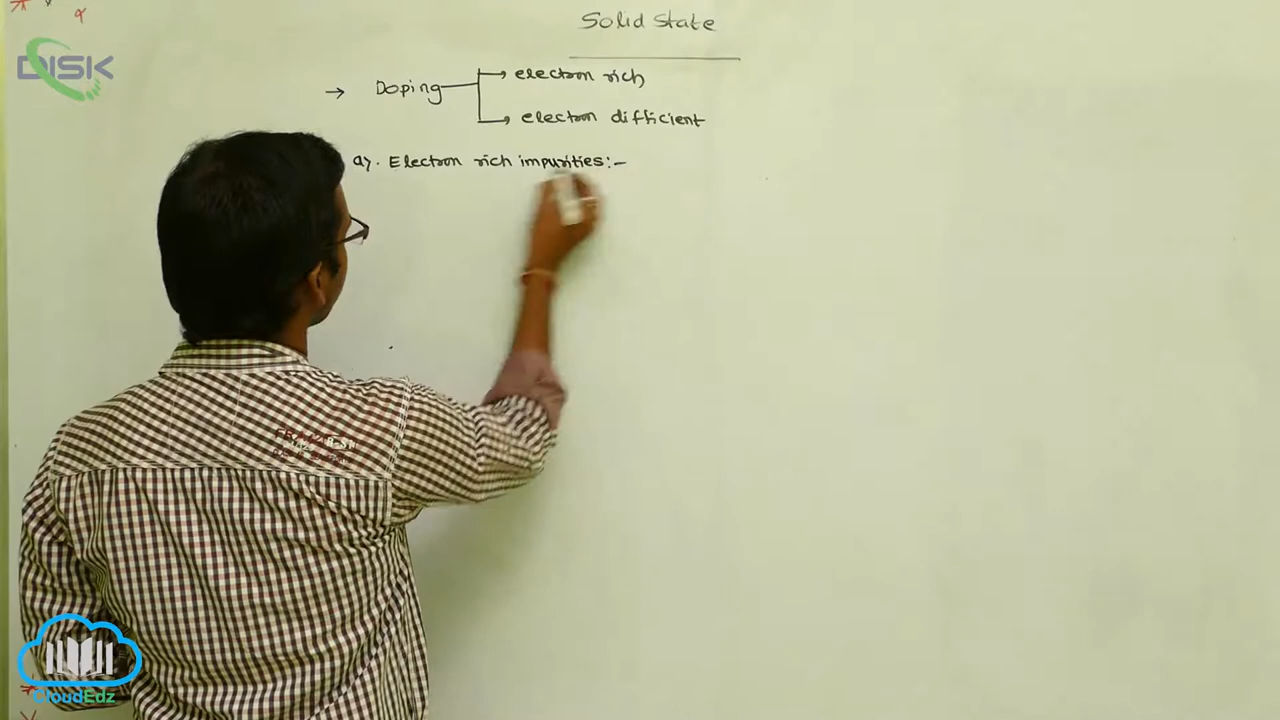 Solid State
DISK
→ Doping → electron rich
→ electron difficient
a). Electron rich impurities:-
CloudEdz